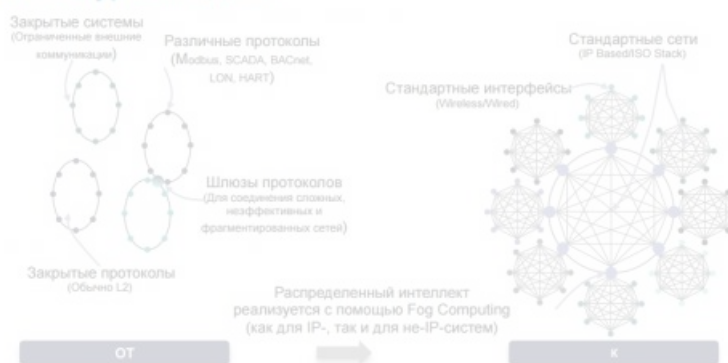 Закрытые системы
(Ограниченные внешние
коммуникации)
Различные протоколы
(Modbus, SCADA, BACnet,
LON, HART)
Шлюзы протоколов
(Для соединения сложных,
неэффективных и
фрагментированных сетей)
Закрытые протоколы
(Обычно L2)
Стандартные сети
(IP Based/ISO Stack)
Стандартные интерфейсы
(Wireless/Wired)
Распределенный интеллект
реализуется с помощью Fog Computing
(как для IP-, так и для не-IP-систем)
ОТ
К